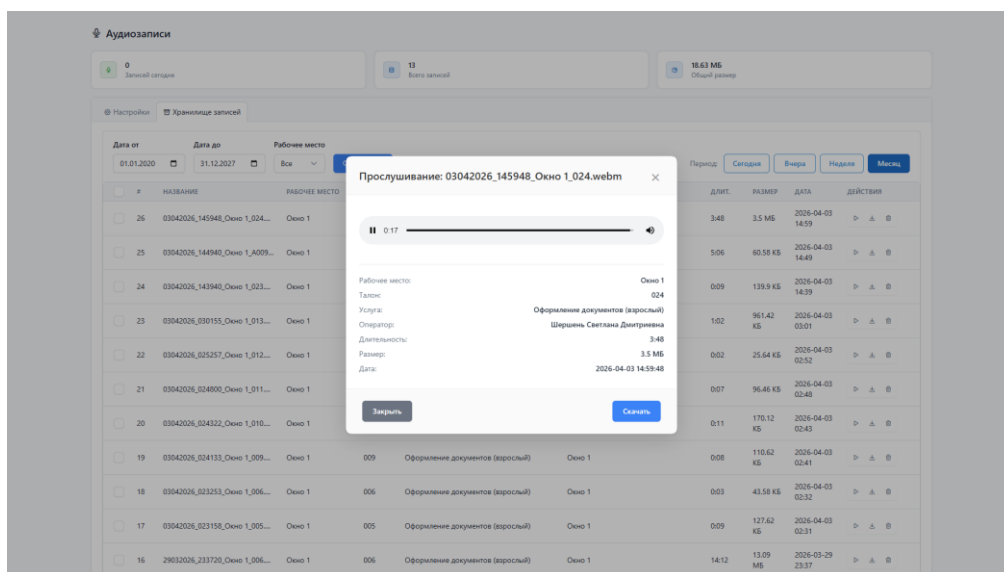 Аудиозаписи
0
Записей сегодня
13
Всего записей
18.63 МБ
Общий размер
Настройки Хранилище записей
Дата от Дата до Рабочее место
01.01.2020 31.12.2027 Все Период: Сегодня Вчера Неделя Месяц
# НАЗВАНИЕ РАБОЧЕЕ МЕСТО ДЛИТ. РАЗМЕР ДАТА ДЕЙСТВИЯ
26 03042026_145948_Окно 1_024.... Окно 1 3:48 3.5 МБ 2026-04-03 14:59
25 03042026_144940_Окно 1_A009... Окно 1 5:06 60.58 КБ 2026-04-03 14:49
24 03042026_143940_Окно 1_023.... Окно 1 0:09 139.9 КБ 2026-04-03 14:39
23 03042026_030155_Окно 1_013.... Окно 1 1:02 961.42 КБ 2026-04-03 03:01
22 03042026_025257_Окно 1_012.... Окно 1 0:02 25.64 КБ 2026-04-03 02:52
21 03042026_024800_Окно 1_011.... Окно 1 0:07 96.46 КБ 2026-04-03 02:48
20 03042026_024322_Окно 1_010.... Окно 1 0:11 170.12 КБ 2026-04-03 02:43
19 03042026_024133_Окно 1_009.... Окно 1 009 Оформление документов (взрослый) Окно 1 0:08 110.62 КБ 2026-04-03 02:41
18 03042026_023253_Окно 1_006.... Окно 1 006 Оформление документов (взрослый) Окно 1 0:03 43.58 КБ 2026-04-03 02:32
17 03042026_023158_Окно 1_005.... Окно 1 005 Оформление документов (взрослый) Окно 1 0:09 127.62 КБ 2026-04-03 02:31
16 29032026_233720_Окно 1_006.... Окно 1 006 Оформление документов (взрослый) Окно 1 14:12 13.09 МБ 2026-03-29 23:37
Прослушивание: 03042026_145948_Окно 1_024.webm
0:17
Рабочее место: Окно 1
Талон: 024
Услуга: Оформление документов (взрослый)
Оператор: Шершень Светлана Дмитриевна
Длительность: 3:48
Размер: 3.5 МБ
Дата: 2026-04-03 14:59:48
Закрыть Скачать